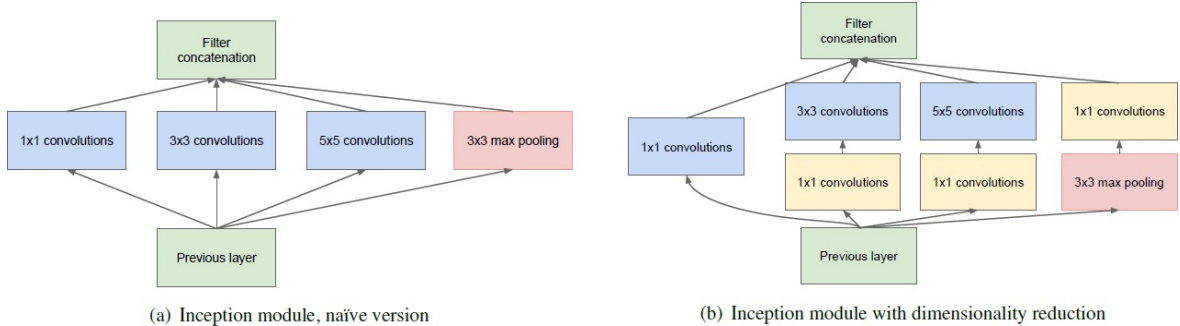 Filter
concatenation
1x1 convolutions
3x3 convolutions
5x5 convolutions
3x3 max pooling
Previous layer
(a) Inception module, naïve version
Filter
concatenation
3x3 convolutions
5x5 convolutions
1x1 convolutions
1x1 convolutions
1x1 convolutions
1x1 convolutions
3x3 max pooling
Previous layer
(b) Inception module with dimensionality reduction